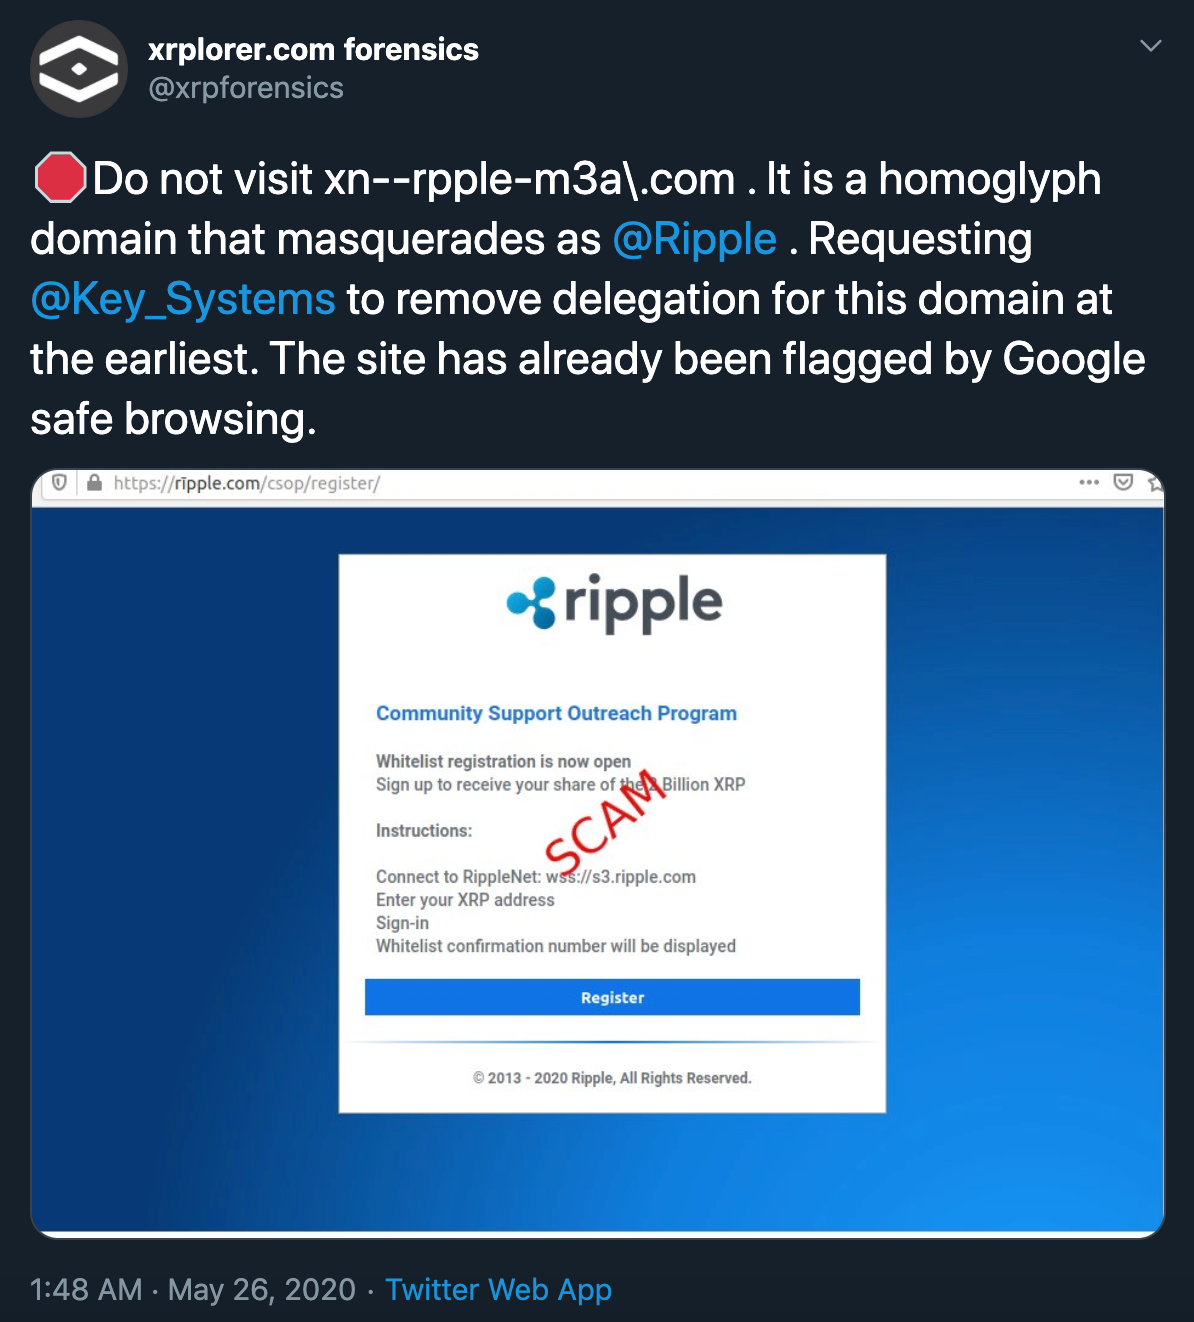 xrplorer.com forensics
@xrpforensics
Do not visit xn--rpple-m3a\.com . It is a homoglyph
domain that masquerades as @Ripple . Requesting
@Key_Systems to remove delegation for this domain at
the earliest. The site has already been flagged by Google
safe browsing.
https://rīpple.com/csop/register/
ripple
Community Support Outreach Program
Whitelist registration is now open
Sign up to receive your share of the 2 Billion XRP
SCAM
Instructions:
Connect to RippleNet: wss://s3.ripple.com
Enter your XRP address
Sign-in
Whitelist confirmation number will be displayed
Register
© 2013 - 2020 Ripple, All Rights Reserved.
1:48 AM · May 26, 2020 · Twitter Web App